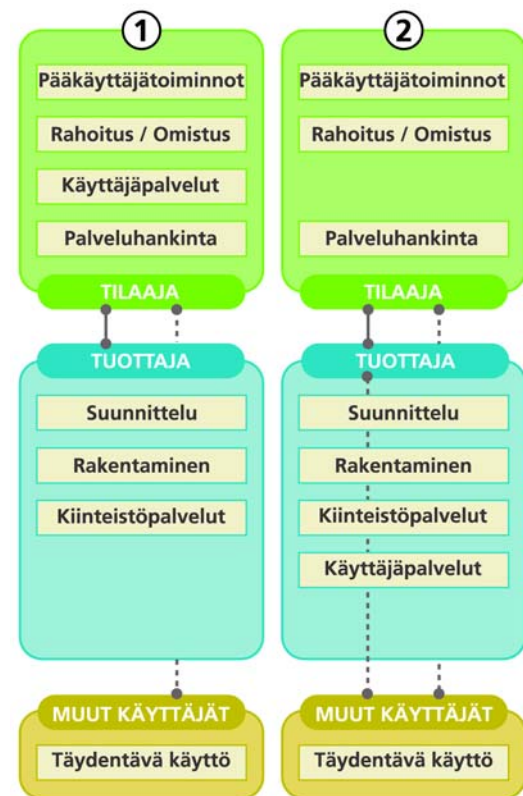 1
Pääkäyttäjätoiminnot
Rahoitus / Omistus
Käyttäjäpalvelut
Palveluhankinta
TILAAJA
TUOTTAJA
Suunnittelu
Rakentaminen
Kiinteistöpalvelut
MUUT KÄYTTÄJÄT
Täydentävä käyttö
2
Pääkäyttäjätoiminnot
Rahoitus / Omistus
Palveluhankinta
TILAAJA
TUOTTAJA
Suunnittelu
Rakentaminen
Kiinteistöpalvelut
Käyttäjäpalvelut
MUUT KÄYTTÄJÄT
Täydentävä käyttö